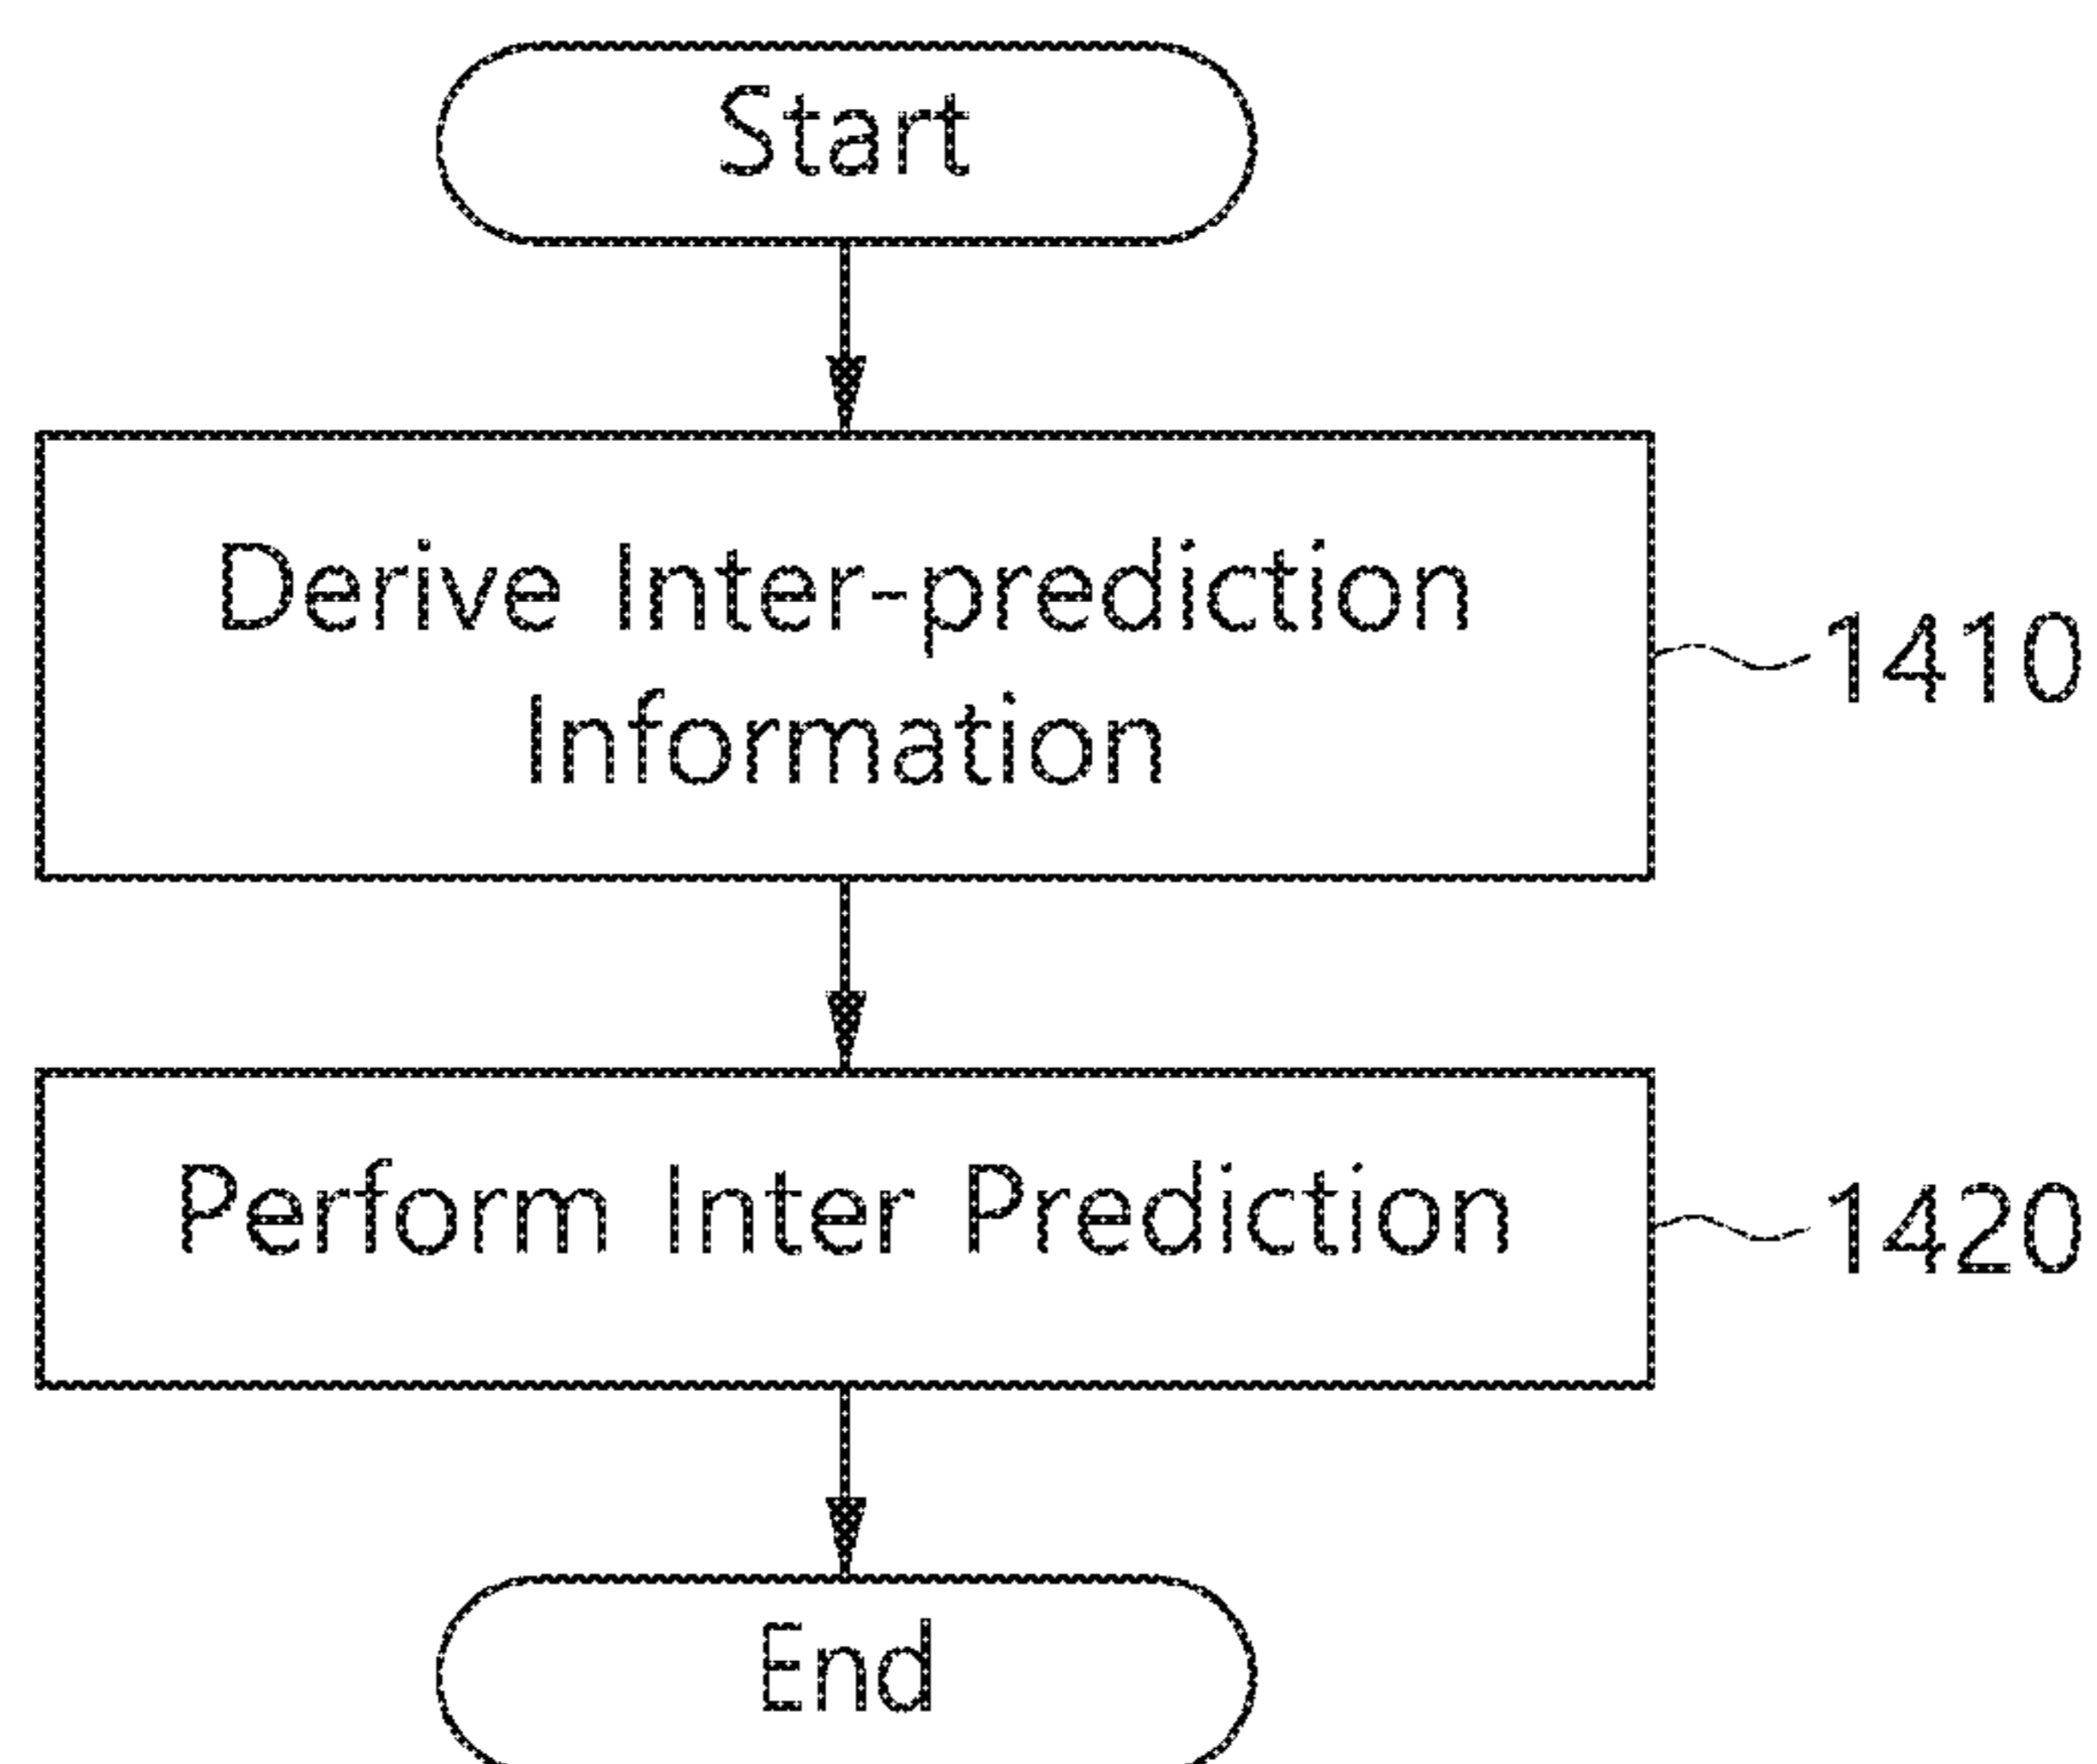 Start
Derive Inter-prediction
Information
1410
Perform Inter Prediction
1420
End